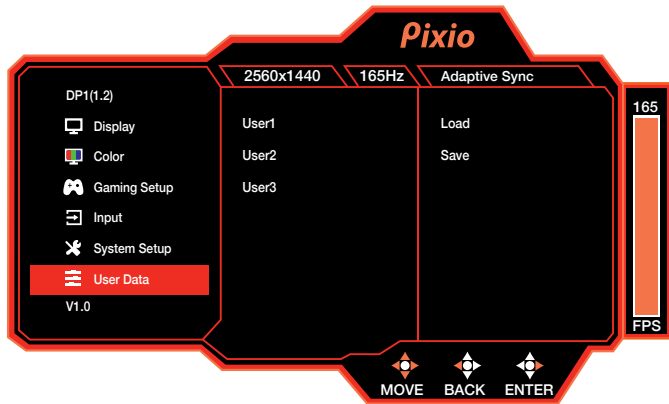 Pixio
2560x1440 165Hz Adaptive Sync
DP1(1.2)
Display
Color
Gaming Setup
Input
System Setup
User Data
V1.0
User1
User2
User3
Load
Save
165
FPS
MOVE BACK ENTER